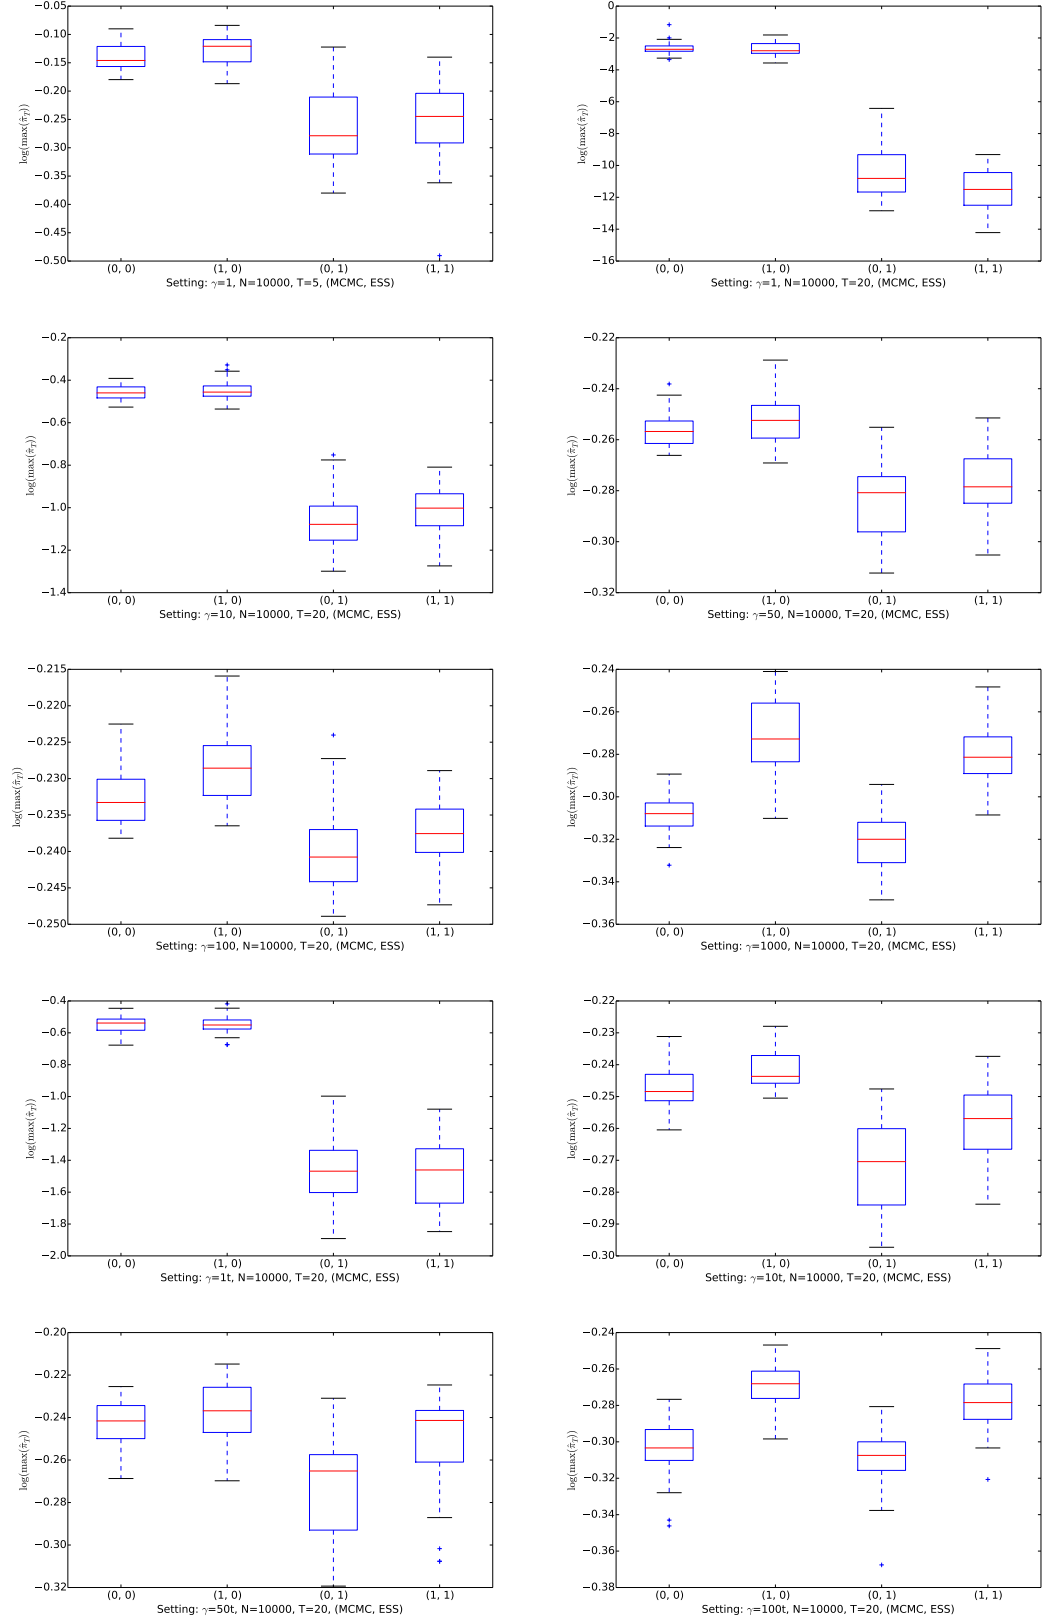 −0.05
−0.10
−0.15
−0.20
−0.25
−0.30
−0.35
−0.40
−0.45
−0.50
log(max(π̂_T))
(0, 0) (1, 0) (0, 1) (1, 1)
Setting: γ=1, N=10000, T=5, (MCMC, ESS)
0
−2
−4
−6
−8
−10
−12
−14
−16
log(max(π̂_T))
(0, 0) (1, 0) (0, 1) (1, 1)
Setting: γ=1, N=10000, T=20, (MCMC, ESS)
−0.2
−0.4
−0.6
−0.8
−1.0
−1.2
−1.4
log(max(π̂_T))
(0, 0) (1, 0) (0, 1) (1, 1)
Setting: γ=10, N=10000, T=20, (MCMC, ESS)
−0.22
−0.24
−0.26
−0.28
−0.30
−0.32
log(max(π̂_T))
(0, 0) (1, 0) (0, 1) (1, 1)
Setting: γ=50, N=10000, T=20, (MCMC, ESS)
−0.215
−0.220
−0.225
−0.230
−0.235
−0.240
−0.245
−0.250
log(max(π̂_T))
(0, 0) (1, 0) (0, 1) (1, 1)
Setting: γ=100, N=10000, T=20, (MCMC, ESS)
−0.24
−0.26
−0.28
−0.30
−0.32
−0.34
−0.36
log(max(π̂_T))
(0, 0) (1, 0) (0, 1) (1, 1)
Setting: γ=1000, N=10000, T=20, (MCMC, ESS)
−0.4
−0.6
−0.8
−1.0
−1.2
−1.4
−1.6
−1.8
−2.0
log(max(π̂_T))
(0, 0) (1, 0) (0, 1) (1, 1)
Setting: γ=1t, N=10000, T=20, (MCMC, ESS)
−0.22
−0.23
−0.24
−0.25
−0.26
−0.27
−0.28
−0.29
−0.30
log(max(π̂_T))
(0, 0) (1, 0) (0, 1) (1, 1)
Setting: γ=10t, N=10000, T=20, (MCMC, ESS)
−0.20
−0.22
−0.24
−0.26
−0.28
−0.30
−0.32
log(max(π̂_T))
(0, 0) (1, 0) (0, 1) (1, 1)
Setting: γ=50t, N=10000, T=20, (MCMC, ESS)
−0.24
−0.26
−0.28
−0.30
−0.32
−0.34
−0.36
−0.38
log(max(π̂_T))
(0, 0) (1, 0) (0, 1) (1, 1)
Setting: γ=100t, N=10000, T=20, (MCMC, ESS)